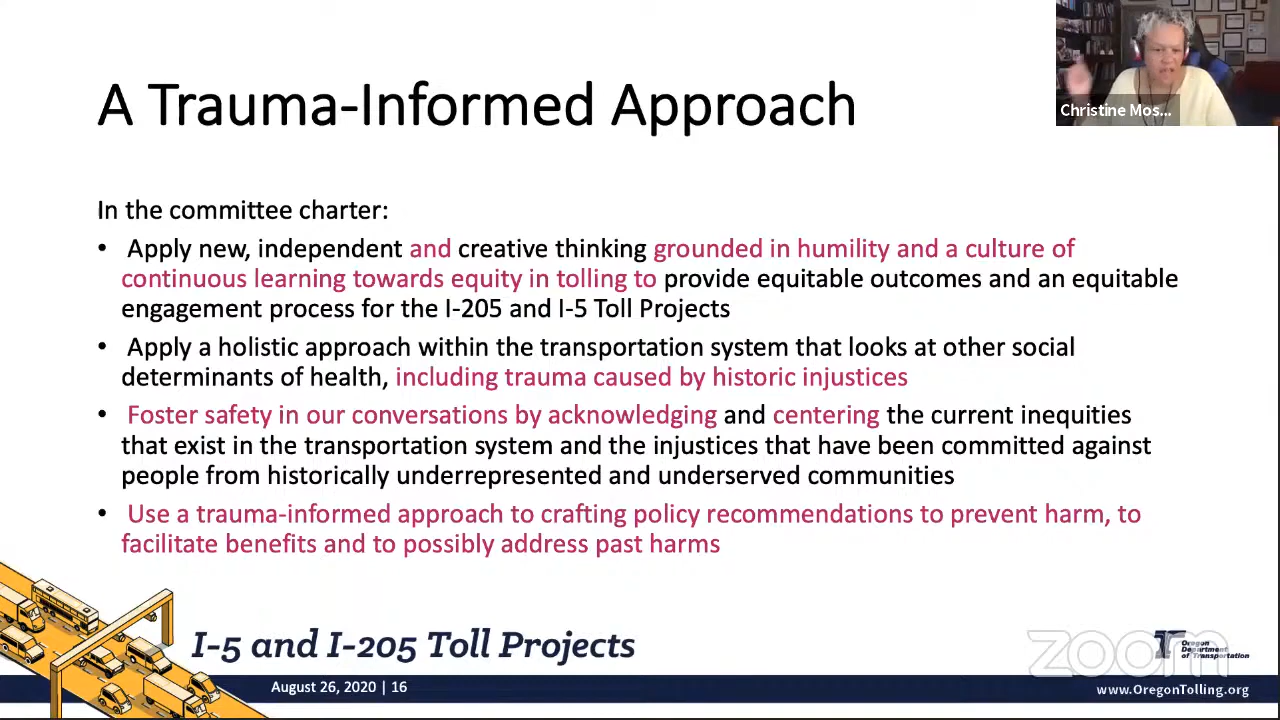 A Trauma-Informed Approach
Christine Mos...
In the committee charter:
• Apply new, independent and creative thinking grounded in humility and a culture of
continuous learning towards equity in tolling to provide equitable outcomes and an equitable
engagement process for the I-205 and I-5 Toll Projects
• Apply a holistic approach within the transportation system that looks at other social
determinants of health, including trauma caused by historic injustices
• Foster safety in our conversations by acknowledging and centering the current inequities
that exist in the transportation system and the injustices that have been committed against
people from historically underrepresented and underserved communities
• Use a trauma-informed approach to crafting policy recommendations to prevent harm, to
facilitate benefits and to possibly address past harms
I-5 and I-205 Toll Projects
zoom
Oregon
Department
of Transportation
August 26, 2020 | 16
www.OregonTolling.org